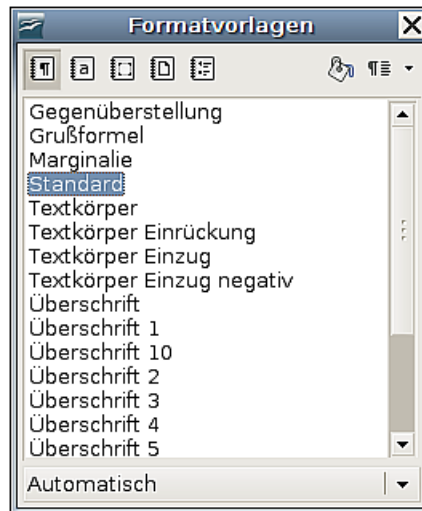 Formatvorlagen
Gegenüberstellung
Grußformel
Marginalie
Standard
Textkörper
Textkörper Einrückung
Textkörper Einzug
Textkörper Einzug negativ
Überschrift
Überschrift 1
Überschrift 10
Überschrift 2
Überschrift 3
Überschrift 4
Überschrift 5
Automatisch